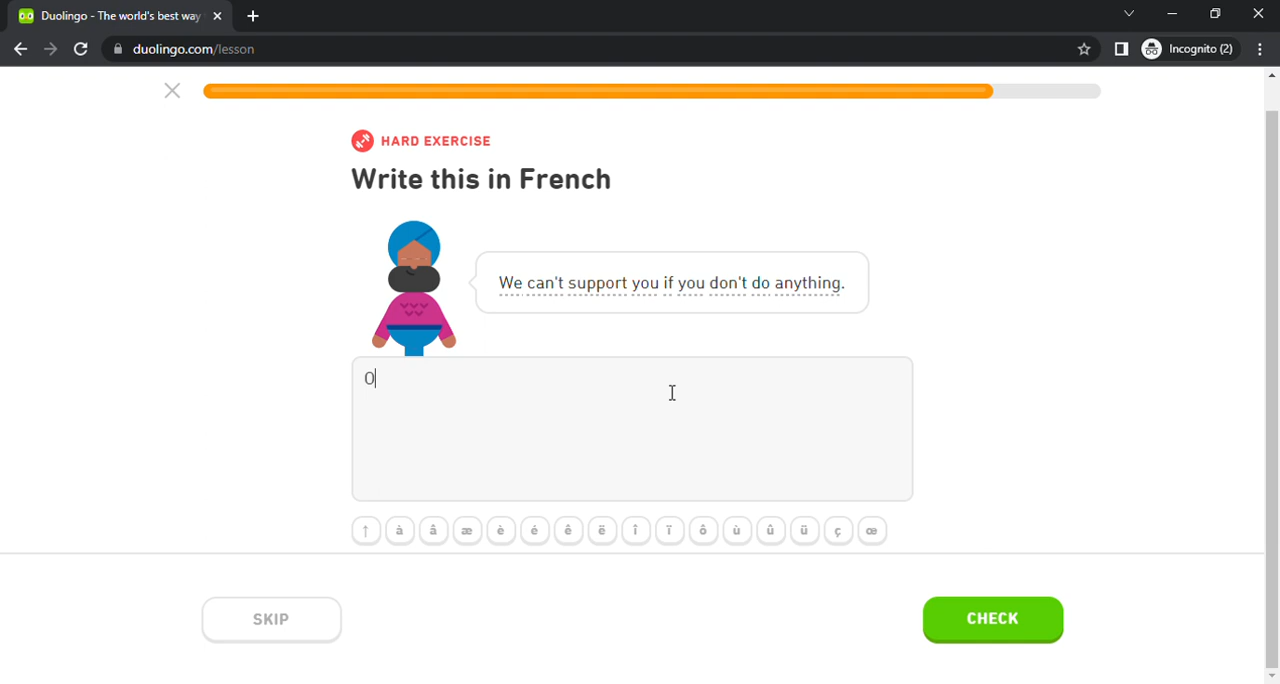 Duolingo - The world's best way
duolingo.com/lesson
Incognito (2)
HARD EXERCISE
Write this in French
We can't support you if you don't do anything.
O
↑ à â æ è é ê ë î ï ô ù û ü ç œ
SKIP
CHECK